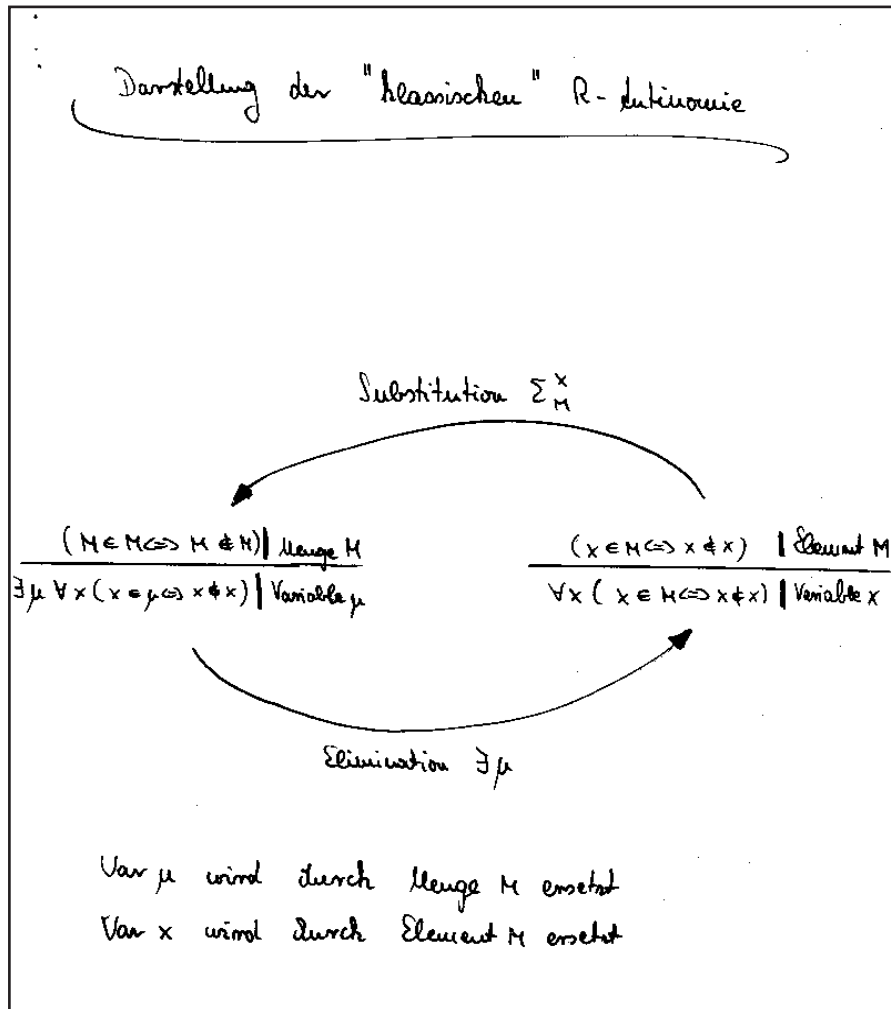 Darstellung der "klassischen" R-Antinomie
Substitution Σ^x_M
(M ∈ M ⇔ M ∉ M) | Menge M
∃μ ∀x (x ∈ μ ⇔ x ∉ x) | Variable μ
(x ∈ M ⇔ x ∉ x) | Element M
∀x (x ∈ M ⇔ x ∉ x) | Variable x
Elimination ∃μ
Var μ wird durch Menge M ersetzt
Var x wird durch Element M ersetzt